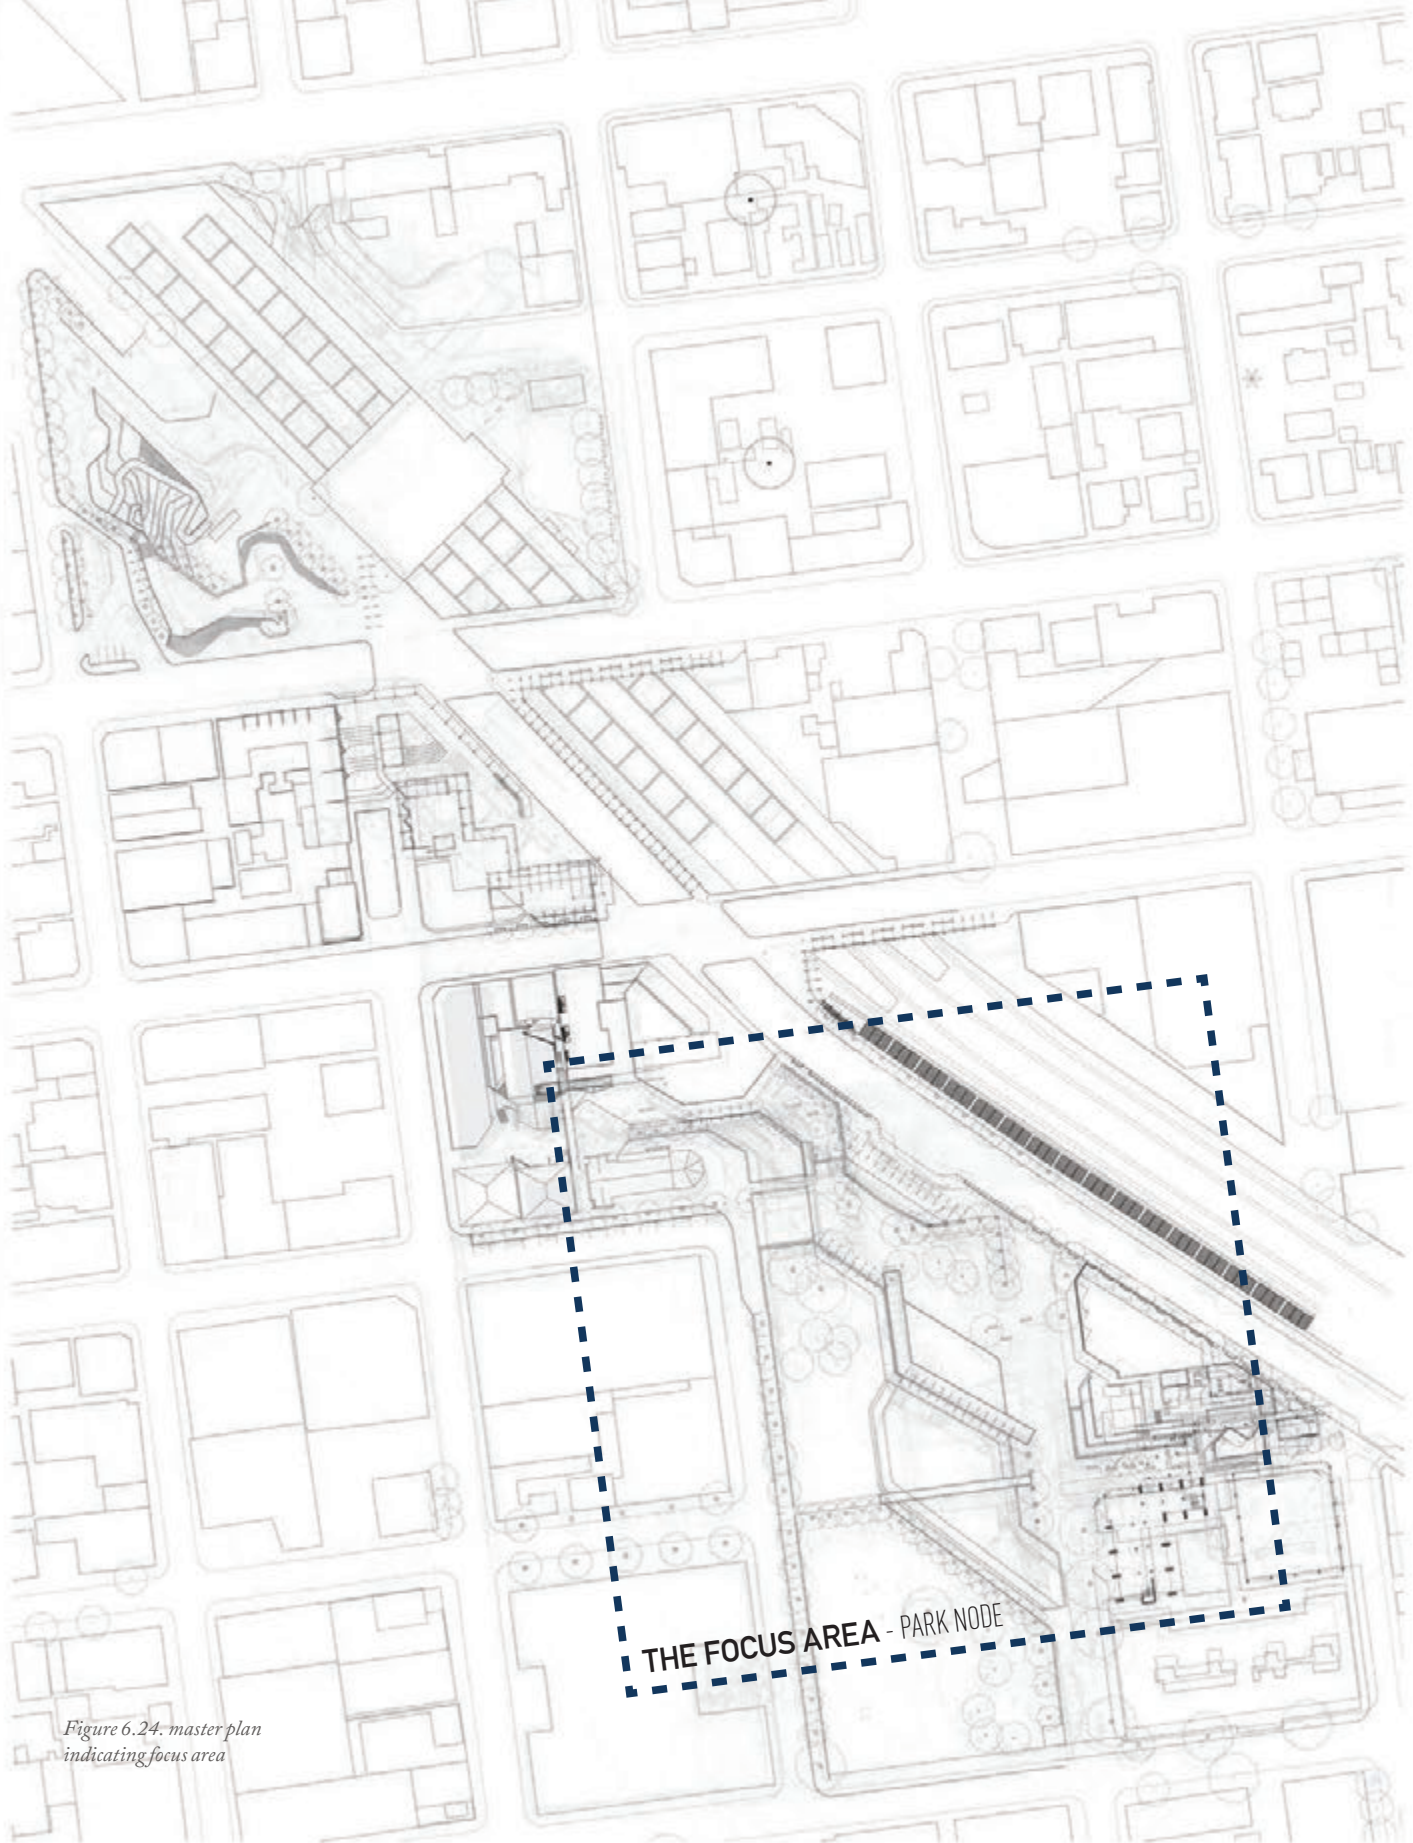 THE FOCUS AREA - PARK NODE
Figure 6.24. master plan
indicating focus area